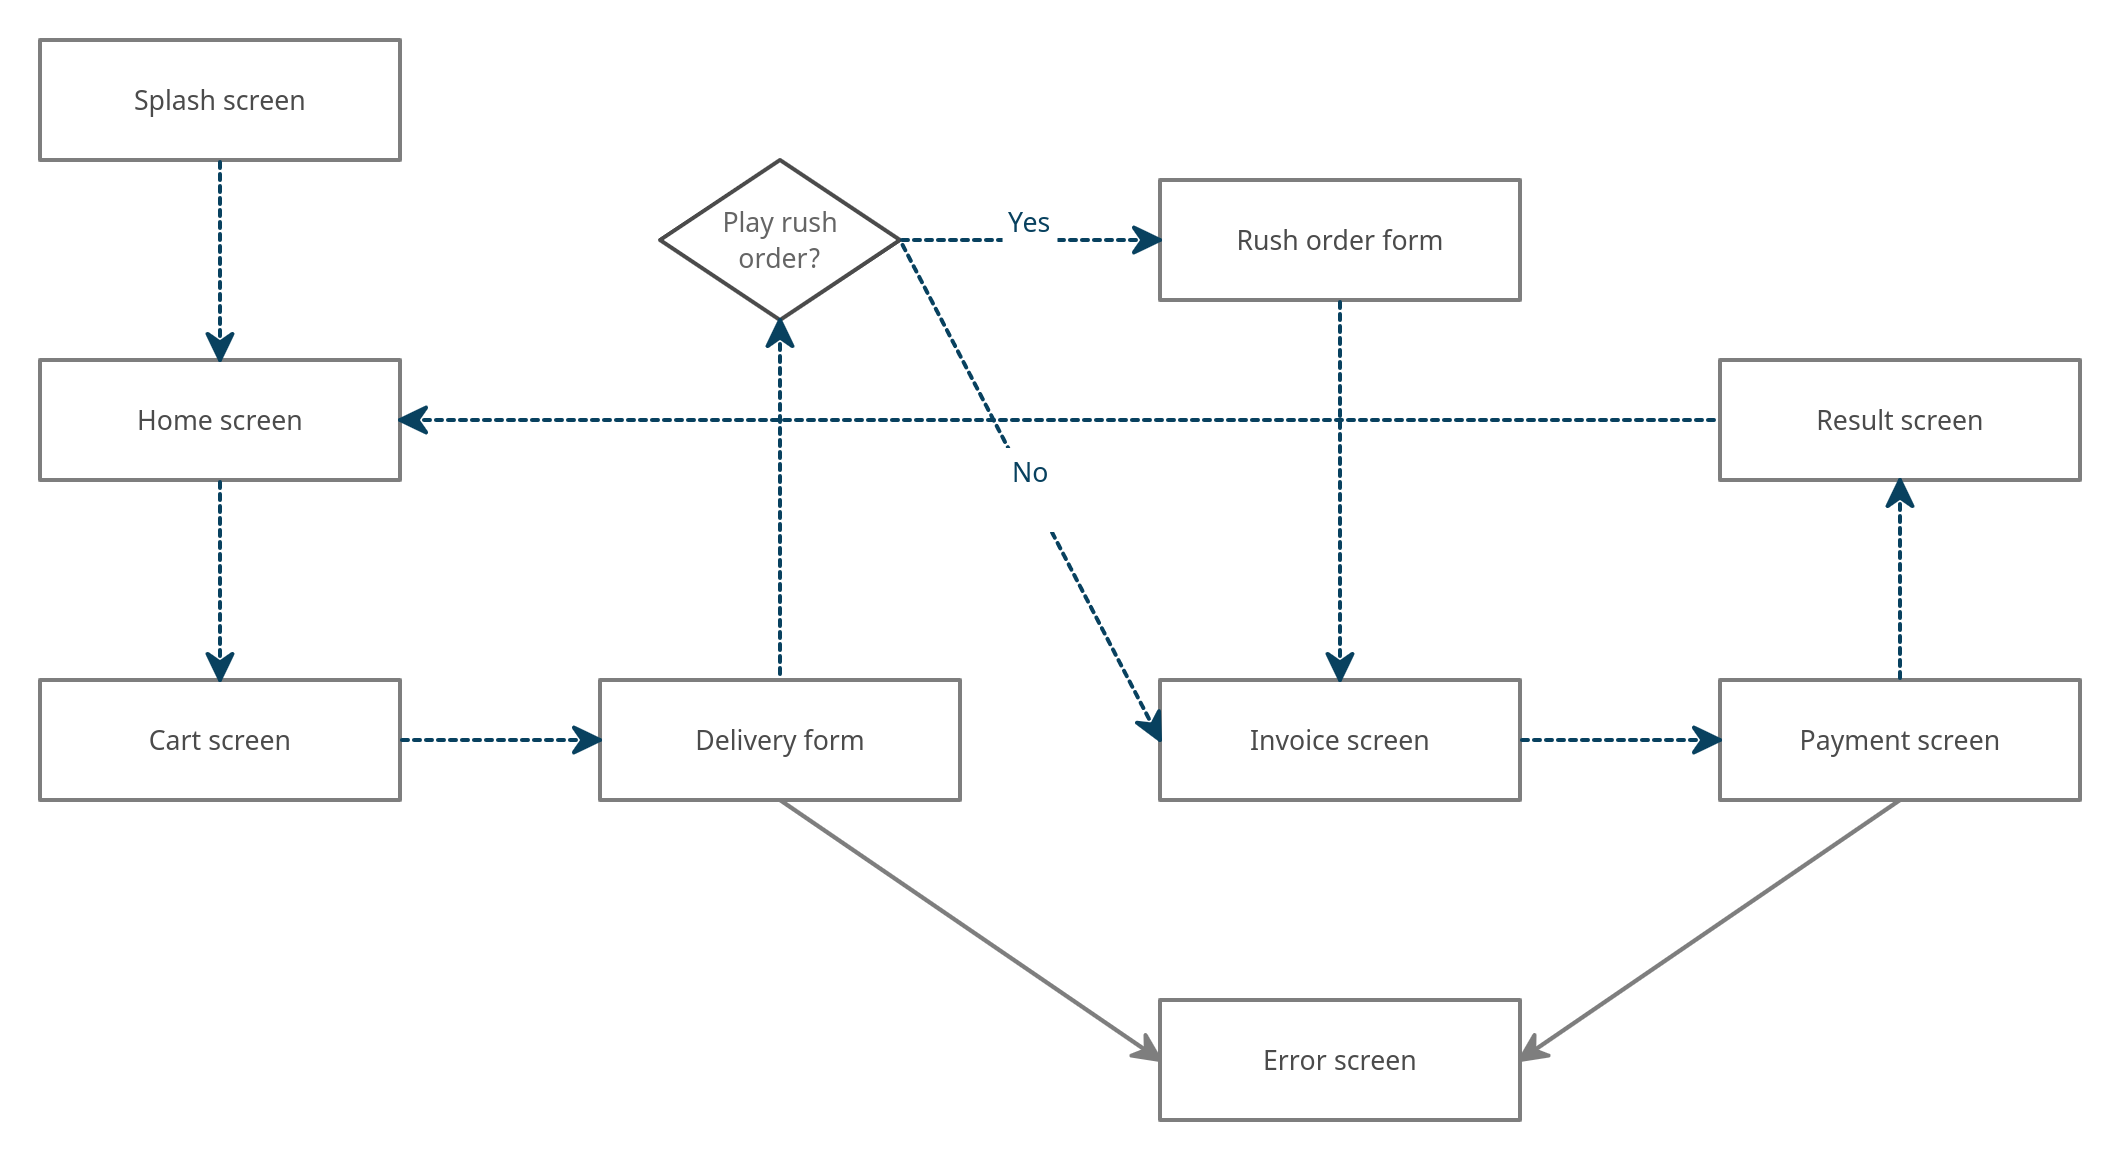 Splash screen
Play rush
order?
Yes
Rush order form
Home screen
Result screen
No
Cart screen
Delivery form
Invoice screen
Payment screen
Error screen